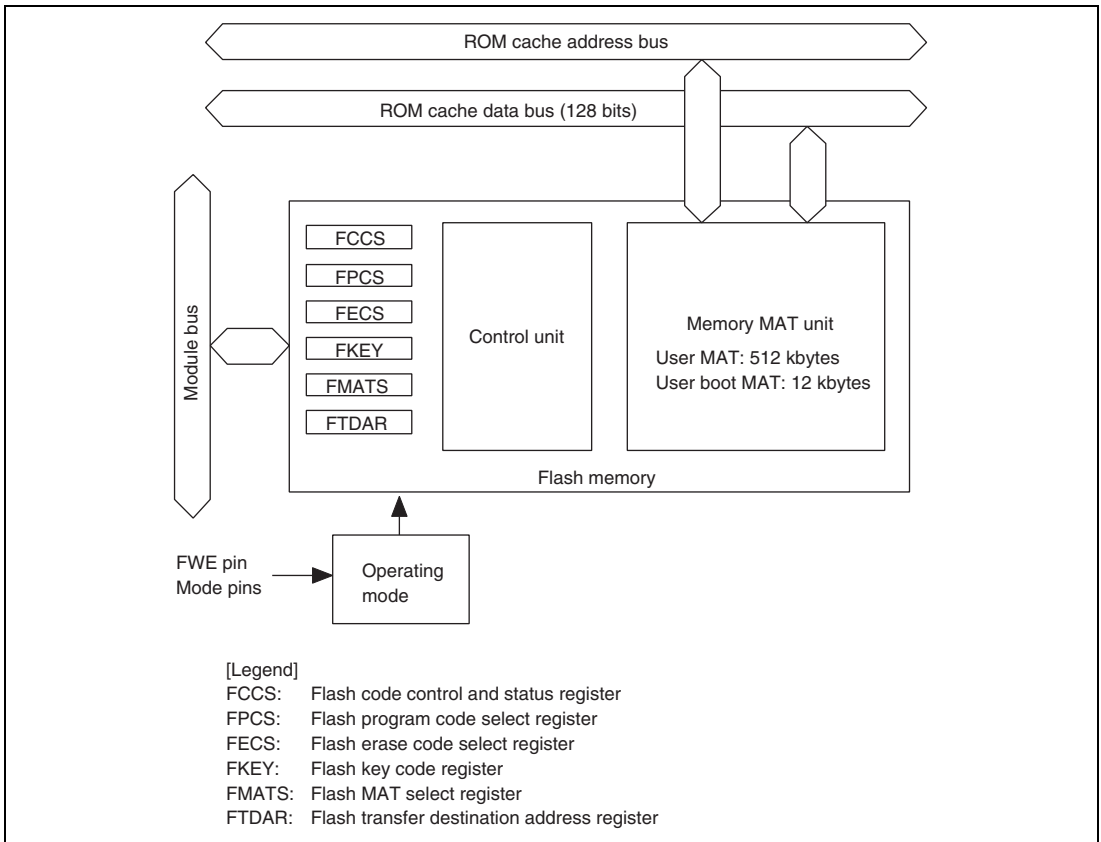 ROM cache address bus
ROM cache data bus (128 bits)
Module bus
FCCS
FPCS
FECS
FKEY
FMATS
FTDAR
Control unit
Memory MAT unit
User MAT: 512 kbytes
User boot MAT: 12 kbytes
Flash memory
FWE pin
Mode pins
Operating
mode
[Legend]
FCCS: Flash code control and status register
FPCS: Flash program code select register
FECS: Flash erase code select register
FKEY: Flash key code register
FMATS: Flash MAT select register
FTDAR: Flash transfer destination address register